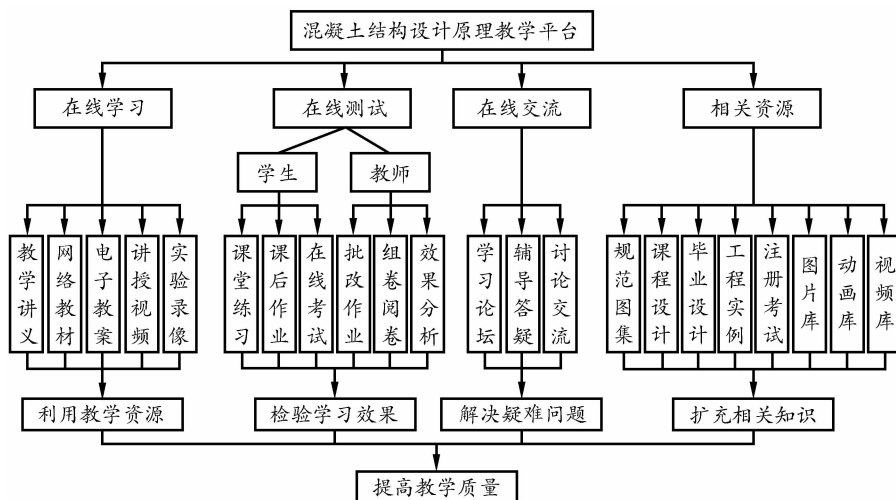 混凝土结构设计原理教学平台
在线学习
在线测试
在线交流
相关资源
学生
教师
教学讲义
网络教材
电子教案
讲授视频
实验录像
课堂练习
课后作业
在线考试
批改作业
组卷阅卷
效果分析
学习论坛
辅导答疑
讨论交流
规范图集
课程设计
毕业设计
工程实例
注册考试
图片库
动画库
视频库
利用教学资源
检验学习效果
解决疑难问题
扩充相关知识
提高教学质量